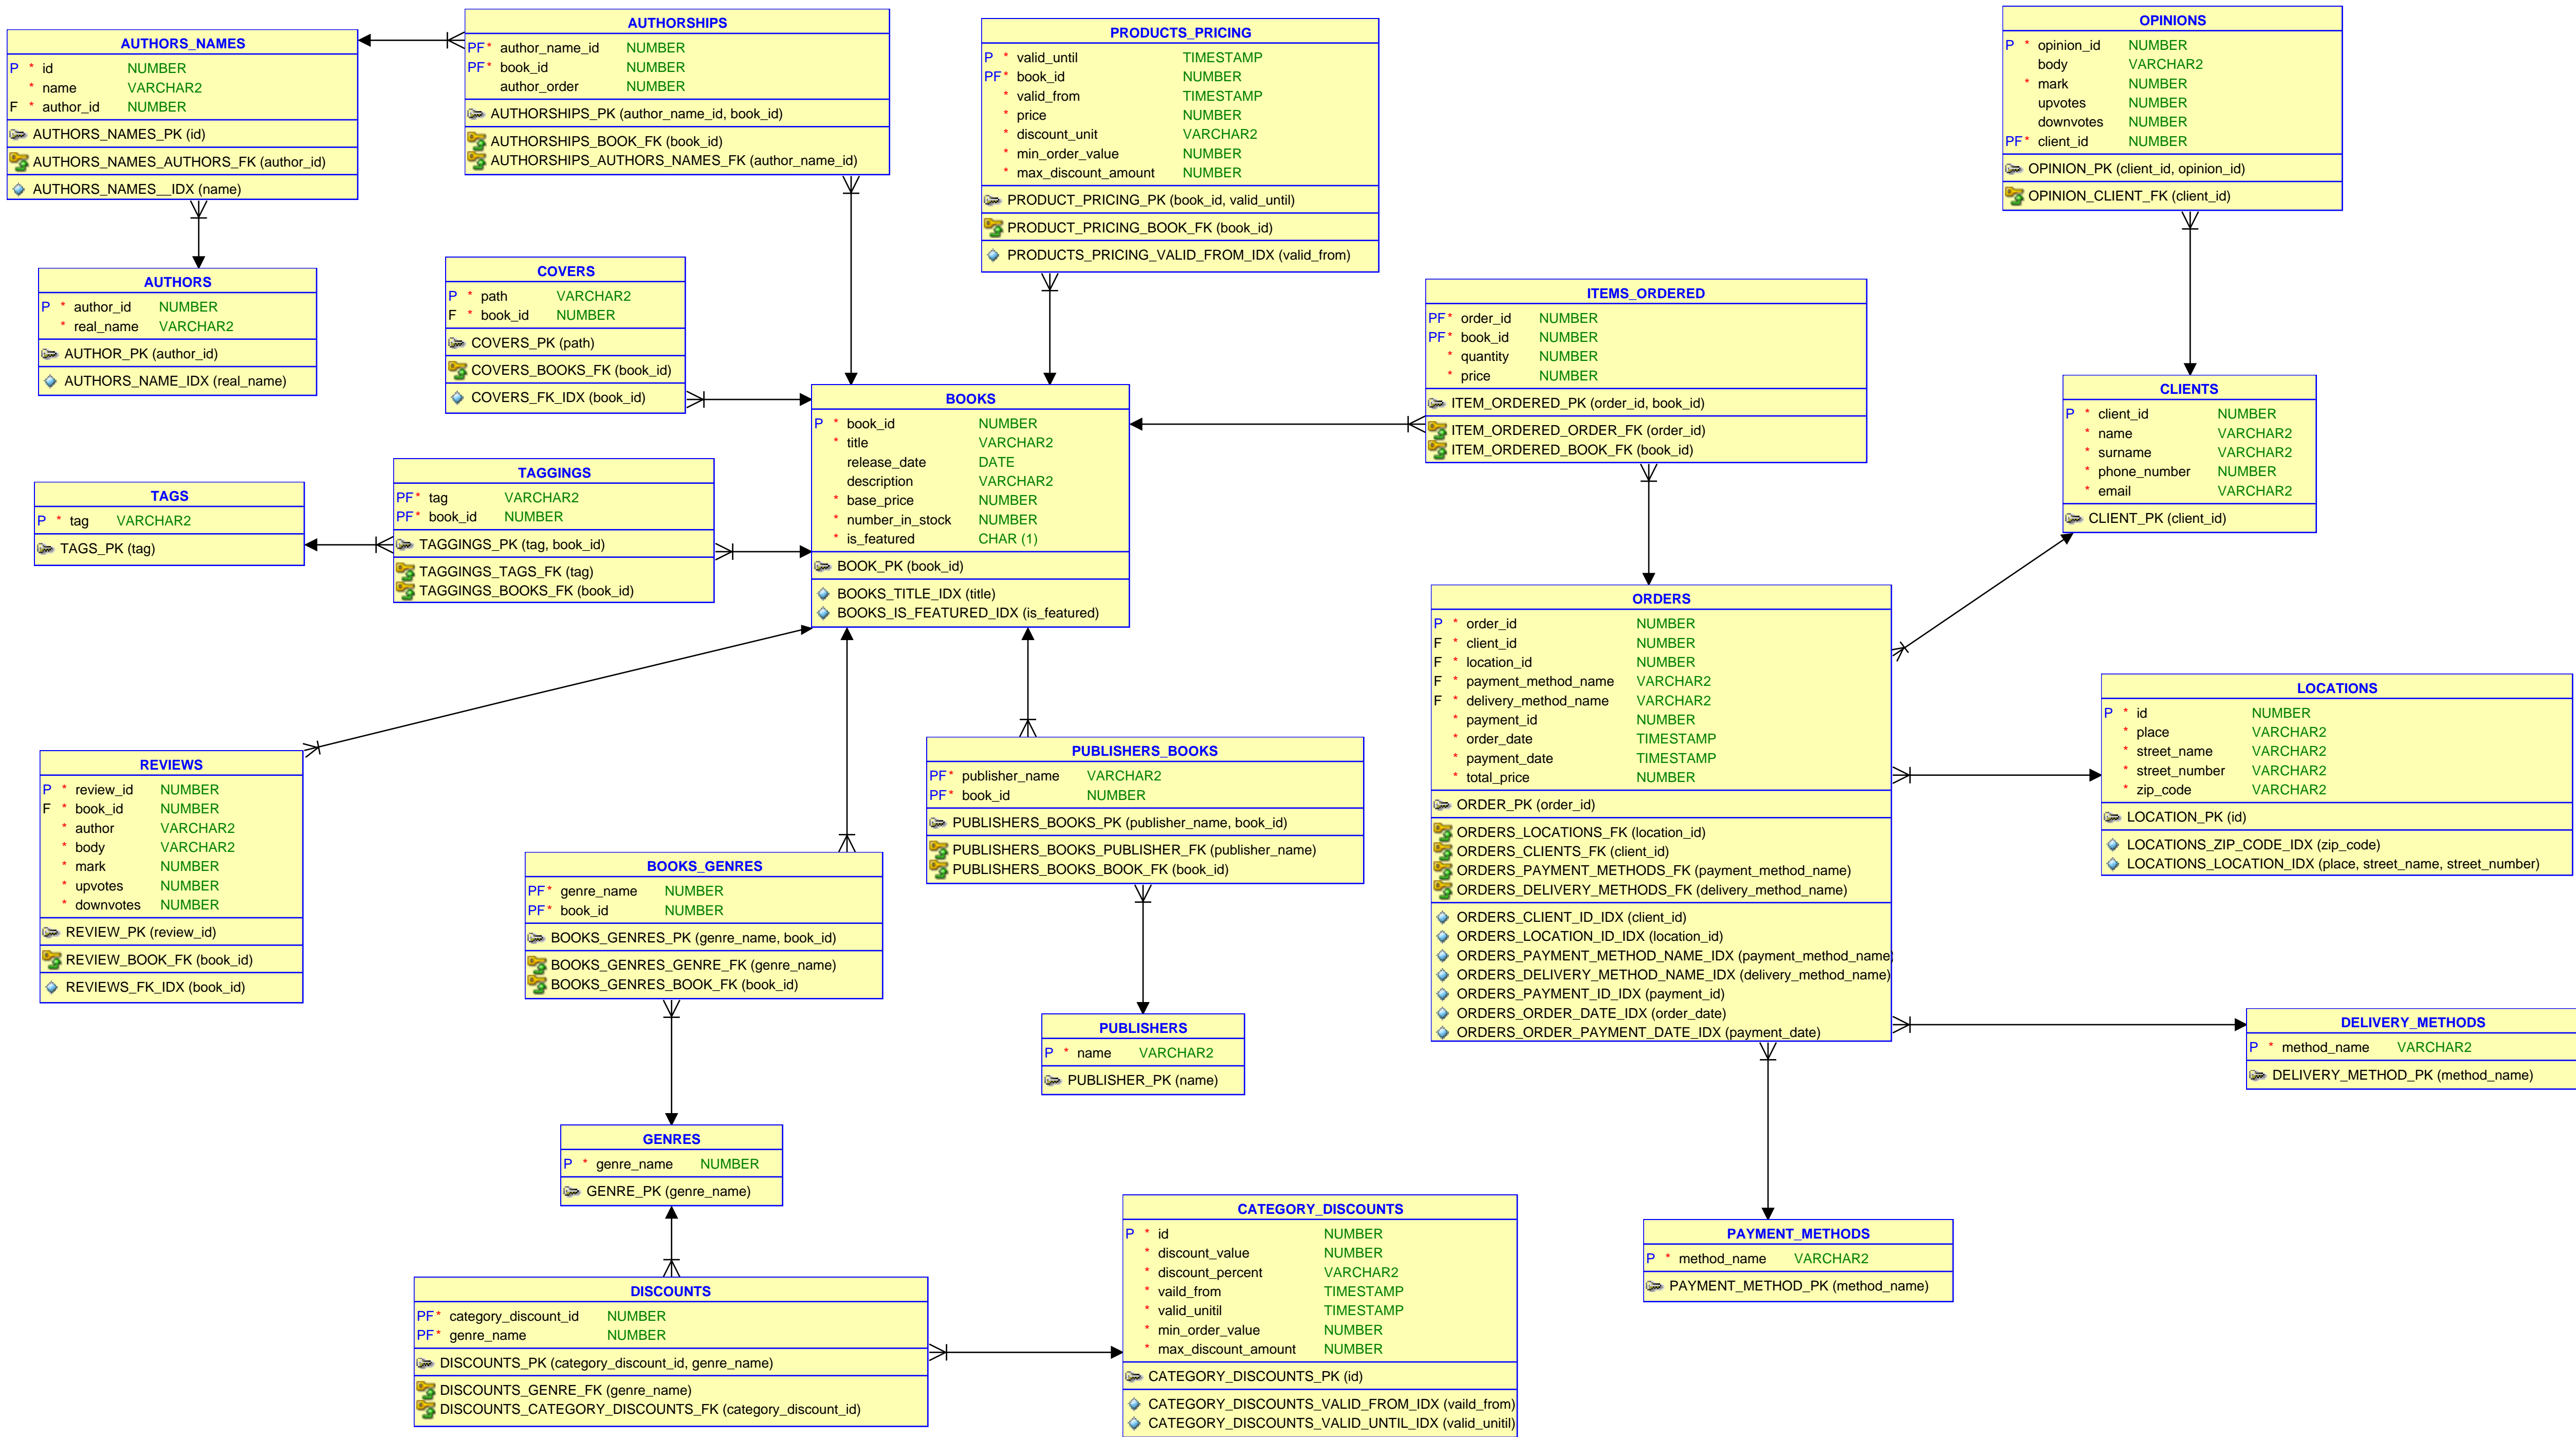 AUTHORS_NAMES
P * id NUMBER
* name VARCHAR2
F * author_id NUMBER
AUTHORS_NAMES_PK (id)
AUTHORS_NAMES_AUTHORS_FK (author_id)
AUTHORS_NAMES__IDX (name)
AUTHORSHIPS
PF* author_name_id NUMBER
PF* book_id NUMBER
author_order NUMBER
AUTHORSHIPS_PK (author_name_id, book_id)
AUTHORSHIPS_BOOK_FK (book_id)
AUTHORSHIPS_AUTHORS_NAMES_FK (author_name_id)
PRODUCTS_PRICING
P * valid_until TIMESTAMP
PF* book_id NUMBER
* valid_from TIMESTAMP
* price NUMBER
* discount_unit VARCHAR2
* min_order_value NUMBER
* max_discount_amount NUMBER
PRODUCT_PRICING_PK (book_id, valid_until)
PRODUCT_PRICING_BOOK_FK (book_id)
PRODUCTS_PRICING_VALID_FROM_IDX (valid_from)
OPINIONS
P * opinion_id NUMBER
body VARCHAR2
* mark NUMBER
upvotes NUMBER
downvotes NUMBER
PF* client_id NUMBER
OPINION_PK (client_id, opinion_id)
OPINION_CLIENT_FK (client_id)
AUTHORS
P * author_id NUMBER
* real_name VARCHAR2
AUTHOR_PK (author_id)
AUTHORS_NAME_IDX (real_name)
COVERS
P * path VARCHAR2
F * book_id NUMBER
COVERS_PK (path)
COVERS_BOOKS_FK (book_id)
COVERS_FK_IDX (book_id)
ITEMS_ORDERED
PF* order_id NUMBER
PF* book_id NUMBER
* quantity NUMBER
* price NUMBER
ITEM_ORDERED_PK (order_id, book_id)
ITEM_ORDERED_ORDER_FK (order_id)
ITEM_ORDERED_BOOK_FK (book_id)
BOOKS
P * book_id NUMBER
* title VARCHAR2
release_date DATE
description VARCHAR2
* base_price NUMBER
* number_in_stock NUMBER
* is_featured CHAR (1)
BOOK_PK (book_id)
BOOKS_TITLE_IDX (title)
BOOKS_IS_FEATURED_IDX (is_featured)
CLIENTS
P * client_id NUMBER
* name VARCHAR2
* surname VARCHAR2
* phone_number NUMBER
* email VARCHAR2
CLIENT_PK (client_id)
TAGS
P * tag VARCHAR2
TAGS_PK (tag)
TAGGINGS
PF* tag VARCHAR2
PF* book_id NUMBER
TAGGINGS_PK (tag, book_id)
TAGGINGS_TAGS_FK (tag)
TAGGINGS_BOOKS_FK (book_id)
ORDERS
P * order_id NUMBER
F * client_id NUMBER
F * location_id NUMBER
F * payment_method_name VARCHAR2
F * delivery_method_name VARCHAR2
* payment_id NUMBER
* order_date TIMESTAMP
* payment_date TIMESTAMP
* total_price NUMBER
ORDER_PK (order_id)
ORDERS_LOCATIONS_FK (location_id)
ORDERS_CLIENTS_FK (client_id)
ORDERS_PAYMENT_METHODS_FK (payment_method_name)
ORDERS_DELIVERY_METHODS_FK (delivery_method_name)
ORDERS_CLIENT_ID_IDX (client_id)
ORDERS_LOCATION_ID_IDX (location_id)
ORDERS_PAYMENT_METHOD_NAME_IDX (payment_method_name)
ORDERS_DELIVERY_METHOD_NAME_IDX (delivery_method_name)
ORDERS_PAYMENT_ID_IDX (payment_id)
ORDERS_ORDER_DATE_IDX (order_date)
ORDERS_ORDER_PAYMENT_DATE_IDX (payment_date)
LOCATIONS
P * id NUMBER
* place VARCHAR2
* street_name VARCHAR2
* street_number VARCHAR2
* zip_code VARCHAR2
LOCATION_PK (id)
LOCATIONS_ZIP_CODE_IDX (zip_code)
LOCATIONS_LOCATION_IDX (place, street_name, street_number)
REVIEWS
P * review_id NUMBER
F * book_id NUMBER
* author VARCHAR2
* body VARCHAR2
* mark NUMBER
* upvotes NUMBER
* downvotes NUMBER
REVIEW_PK (review_id)
REVIEW_BOOK_FK (book_id)
REVIEWS_FK_IDX (book_id)
PUBLISHERS_BOOKS
PF* publisher_name VARCHAR2
PF* book_id NUMBER
PUBLISHERS_BOOKS_PK (publisher_name, book_id)
PUBLISHERS_BOOKS_PUBLISHER_FK (publisher_name)
PUBLISHERS_BOOKS_BOOK_FK (book_id)
BOOKS_GENRES
PF* genre_name NUMBER
PF* book_id NUMBER
BOOKS_GENRES_PK (genre_name, book_id)
BOOKS_GENRES_GENRE_FK (genre_name)
BOOKS_GENRES_BOOK_FK (book_id)
PUBLISHERS
P * name VARCHAR2
PUBLISHER_PK (name)
DELIVERY_METHODS
P * method_name VARCHAR2
DELIVERY_METHOD_PK (method_name)
GENRES
P * genre_name NUMBER
GENRE_PK (genre_name)
CATEGORY_DISCOUNTS
P * id NUMBER
* discount_value NUMBER
* discount_percent VARCHAR2
* vaild_from TIMESTAMP
* valid_unitil TIMESTAMP
* min_order_value NUMBER
* max_discount_amount NUMBER
CATEGORY_DISCOUNTS_PK (id)
CATEGORY_DISCOUNTS_VALID_FROM_IDX (vaild_from)
CATEGORY_DISCOUNTS_VALID_UNTIL_IDX (valid_unitil)
PAYMENT_METHODS
P * method_name VARCHAR2
PAYMENT_METHOD_PK (method_name)
DISCOUNTS
PF* category_discount_id NUMBER
PF* genre_name NUMBER
DISCOUNTS_PK (category_discount_id, genre_name)
DISCOUNTS_GENRE_FK (genre_name)
DISCOUNTS_CATEGORY_DISCOUNTS_FK (category_discount_id)